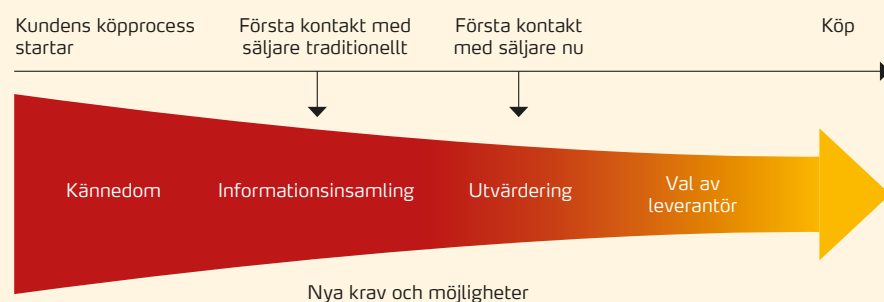 Kundens köpprocess
startar
Första kontakt med
säljare traditionellt
Första kontakt
med säljare nu
Köp
Kännedom
Informationsinsamling
Utvärdering
Val av
leverantör
Nya krav och möjligheter